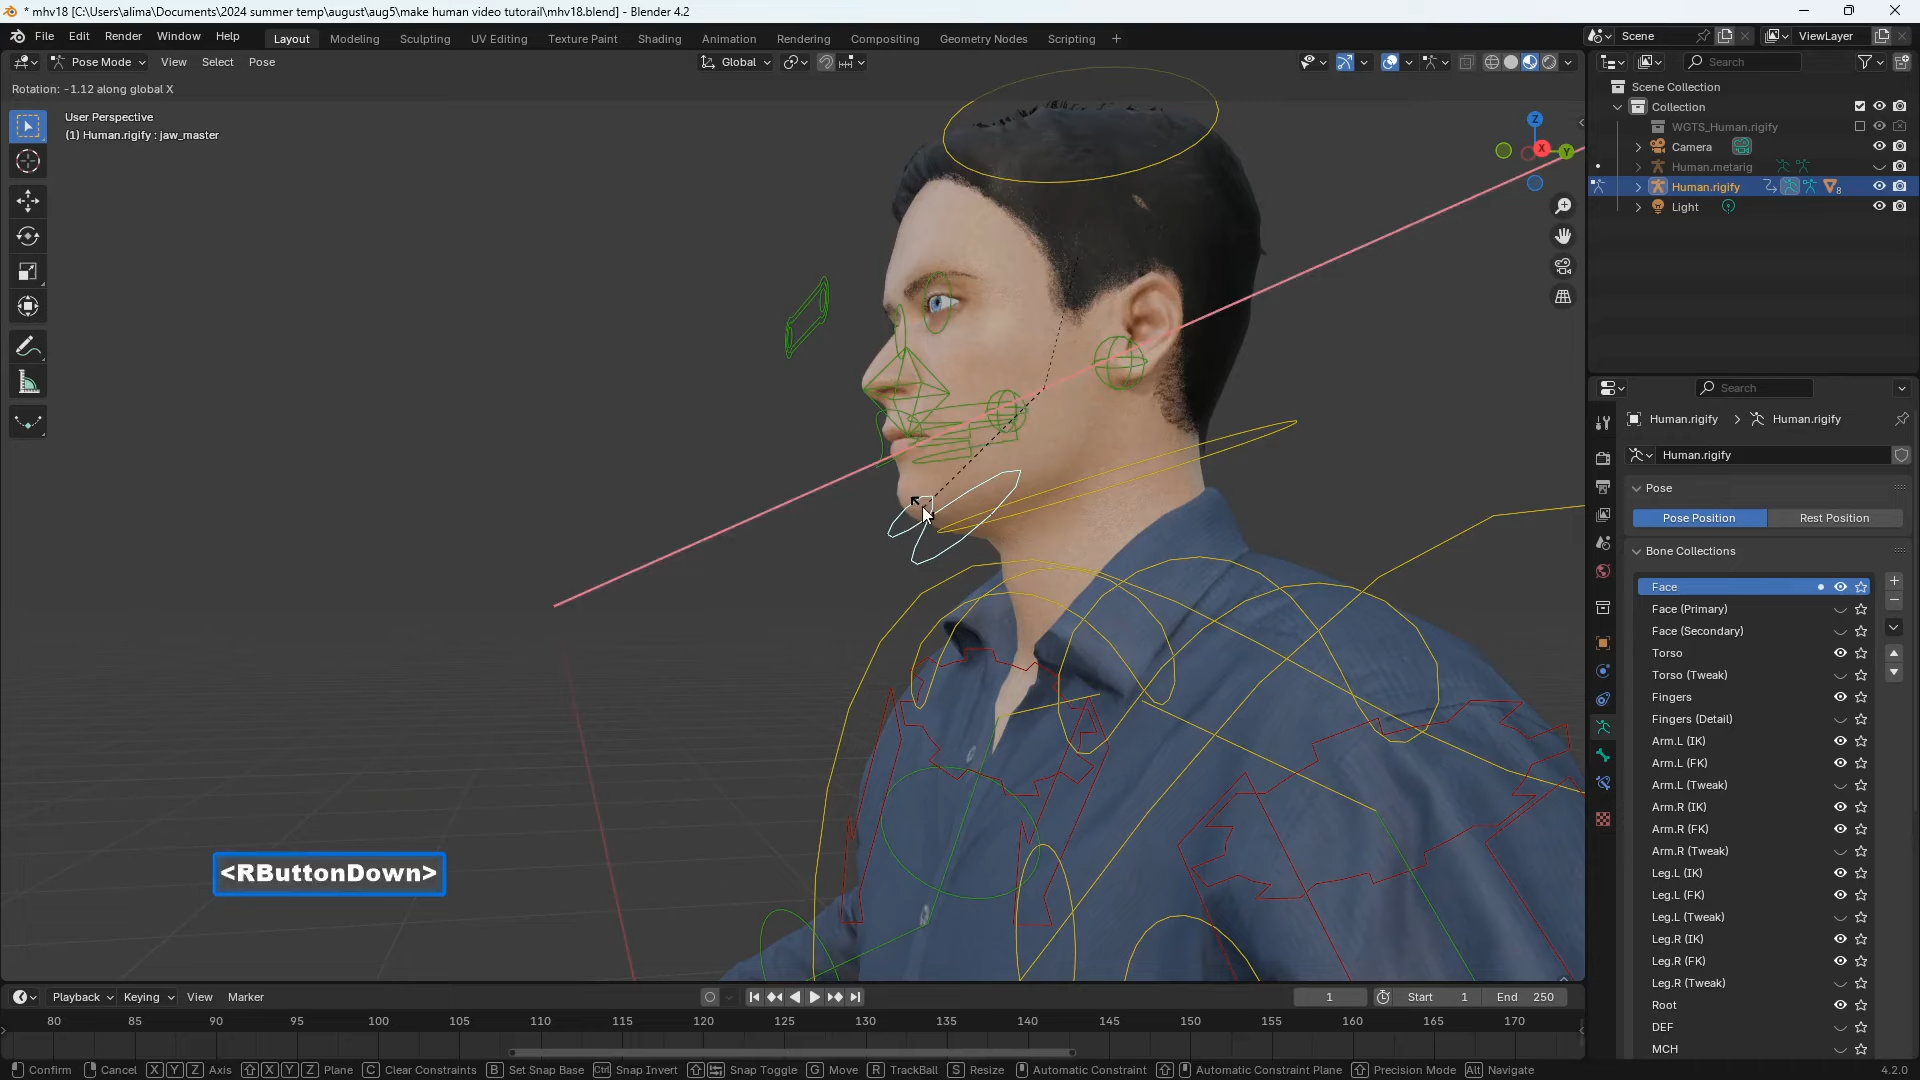 * mhv18 [C:\Users\alima\Documents\2024 summer temp\august\aug5\make human video tutorail\mhv18.blend] - Blender 4.2
File Edit Render Window Help
Layout Modeling Sculpting UV Editing Texture Paint Shading Animation Rendering Compositing Geometry Nodes Scripting +
Scene
ViewLayer
Pose Mode View Select Pose
Global
Search
Rotation: -1.12 along global X
User Perspective
(1) Human.rigify : jaw_master
Z
X
Y
Scene Collection
Collection
WGTS_Human.rigify
Camera
Human.metarig
Human.rigify
8
Light
Search
Human.rigify > Human.rigify
Human.rigify
Pose
Pose Position Rest Position
Bone Collections
Face
Face (Primary)
Face (Secondary)
Torso
Torso (Tweak)
Fingers
Fingers (Detail)
Arm.L (IK)
Arm.L (FK)
Arm.L (Tweak)
Arm.R (IK)
Arm.R (FK)
Arm.R (Tweak)
Leg.L (IK)
Leg.L (FK)
Leg.L (Tweak)
Leg.R (IK)
Leg.R (FK)
Leg.R (Tweak)
Root
DEF
MCH
<RButtonDown>
Playback Keying View Marker
1 Start 1 End 250
80 85 90 95 100 105 110 115 120 125 130 135 140 145 150 155 160 165 170
Confirm Cancel X Y Z Axis X Y Z Plane C Clear Constraints B Set Snap Base Ctrl Snap Invert Snap Toggle G Move R TrackBall S Resize Automatic Constraint Automatic Constraint Plane Precision Mode Alt Navigate
4.2.0